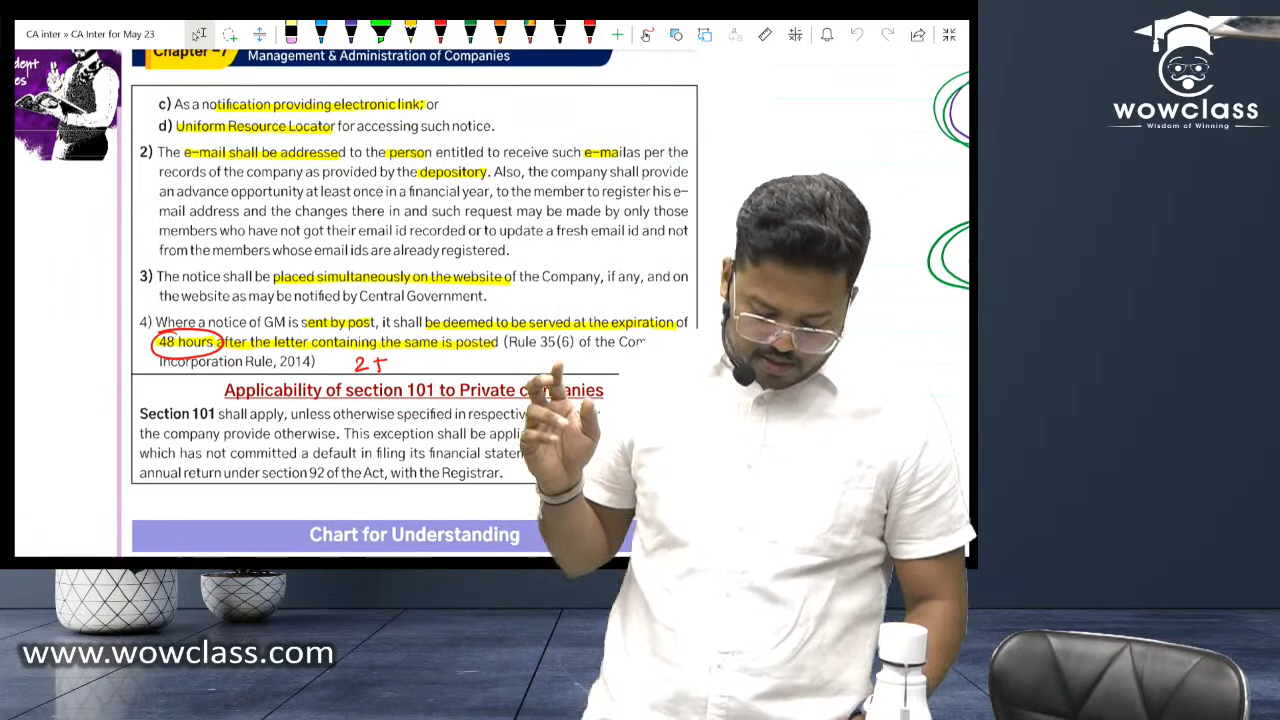 CA inter » CA Inter for May 23
Chapter -7
Management & Administration of Companies
c) As a notification providing electronic link; or
d) Uniform Resource Locator for accessing such notice.
2) The e-mail shall be addressed to the person entitled to receive such e-mailas per the
records of the company as provided by the depository. Also, the company shall provide
an advance opportunity at least once in a financial year, to the member to register his e-
mail address and the changes there in and such request may be made by only those
members who have not got their email id recorded or to update a fresh email id and not
from the members whose email ids are already registered.
3) The notice shall be placed simultaneously on the website of the Company, if any, and on
the website as may be notified by Central Government.
4) Where a notice of GM is sent by post, it shall be deemed to be served at the expiration of
48 hours after the letter containing the same is posted (Rule 35(6) of the Com
Incorporation Rule, 2014)
Applicability of section 101 to Private
Section 101 shall apply, unless otherwise specified in respective
the company provide otherwise. This exception shall be
which has not committed a default in filing its financial
annual return under section 92 of the Act, with the Registrar.
Chart for Understanding
wowclass
Wisdom of Winning
www.wowclass.com